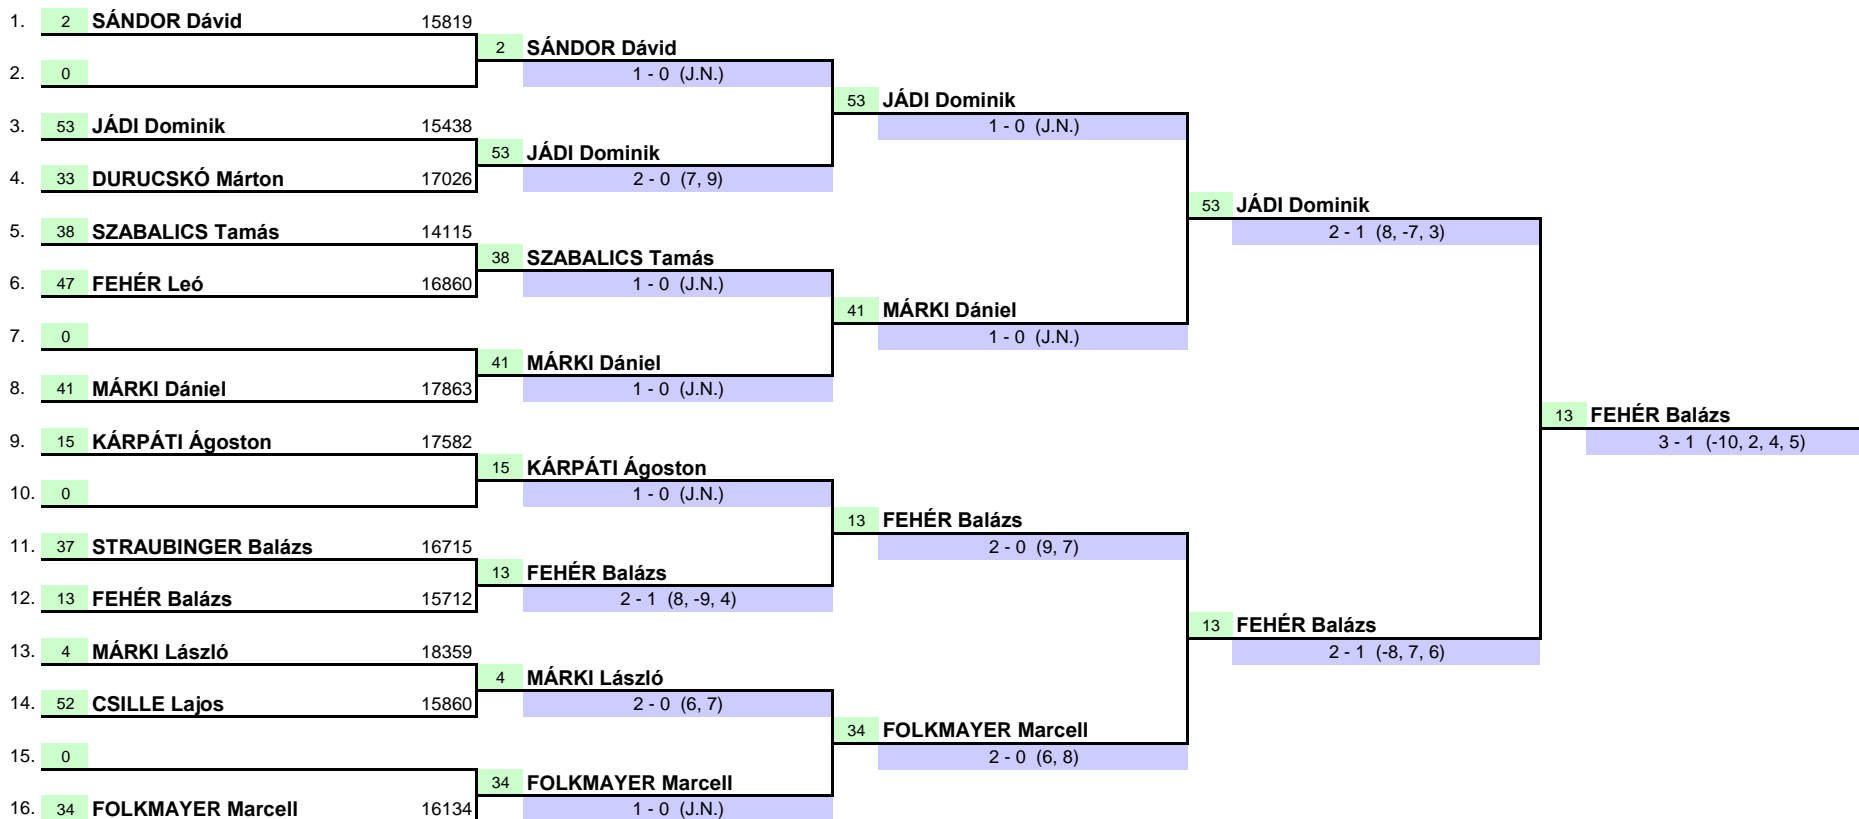 1. 2 SÁNDOR Dávid 15819
2 SÁNDOR Dávid
2. 0 1 - 0 (J.N.)
53 JÁDI Dominik
3. 53 JÁDI Dominik 15438 1 - 0 (J.N.)
53 JÁDI Dominik
4. 33 DURUCSKÓ Márton 17026 2 - 0 (7, 9)
53 JÁDI Dominik
5. 38 SZABALICS Tamás 14115 2 - 1 (8, -7, 3)
38 SZABALICS Tamás
6. 47 FEHÉR Leó 16860 1 - 0 (J.N.)
41 MÁRKI Dániel
7. 0 1 - 0 (J.N.)
41 MÁRKI Dániel
8. 41 MÁRKI Dániel 17863 1 - 0 (J.N.)
13 FEHÉR Balázs
9. 15 KÁRPÁTI Ágoston 17582 3 - 1 (-10, 2, 4, 5)
15 KÁRPÁTI Ágoston
10. 0 1 - 0 (J.N.)
13 FEHÉR Balázs
11. 37 STRAUBINGER Balázs 16715 2 - 0 (9, 7)
13 FEHÉR Balázs
12. 13 FEHÉR Balázs 15712 2 - 1 (8, -9, 4)
13 FEHÉR Balázs
13. 4 MÁRKI László 18359 2 - 1 (-8, 7, 6)
4 MÁRKI László
14. 52 CSILLE Lajos 15860 2 - 0 (6, 7)
34 FOLKMAYER Marcell
15. 0 2 - 0 (6, 8)
34 FOLKMAYER Marcell
16. 34 FOLKMAYER Marcell 16134 1 - 0 (J.N.)